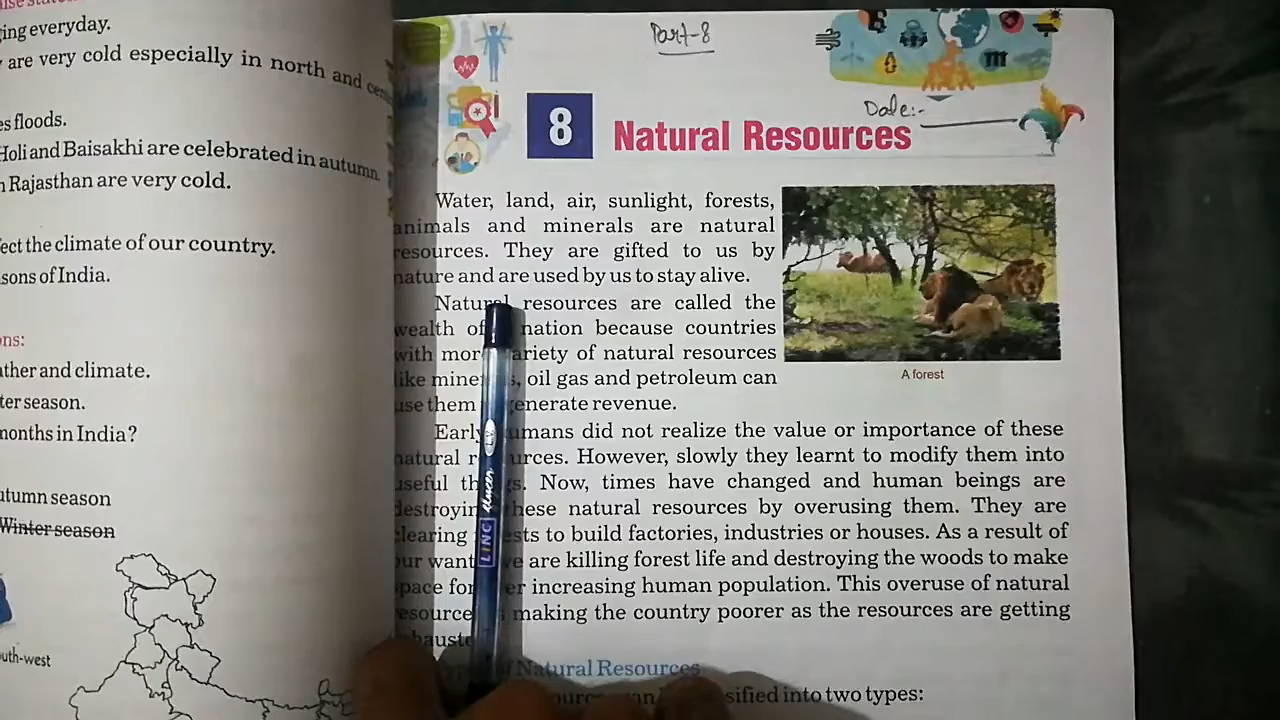 ging everyday.
are very cold especially in north and
es floods.
Holi and Baisakhi are celebrated in autumn.
n Rajasthan are very cold.
ect the climate of our country.
sons of India.
ns:
ather and climate.
ter season.
months in India?
utumn season
Winter season
uth-west
Part-8
Date:-
8 Natural Resources
Water, land, air, sunlight, forests,
animals and minerals are natural
resources. They are gifted to us by
nature and are used by us to stay alive.
Natural resources are called the
wealth of nation because countries
with more ariety of natural resources
like mine s, oil gas and petroleum can
use them enerate revenue.
A forest
Early umans did not realize the value or importance of these
natural r urces. However, slowly they learnt to modify them into
useful th gs. Now, times have changed and human beings are
destroyin these natural resources by overusing them. They are
clearing ests to build factories, industries or houses. As a result of
our want we are killing forest life and destroying the woods to make
space for er increasing human population. This overuse of natural
resource making the country poorer as the resources are getting
hauste
Natural Resources
sified into two types:
LINC